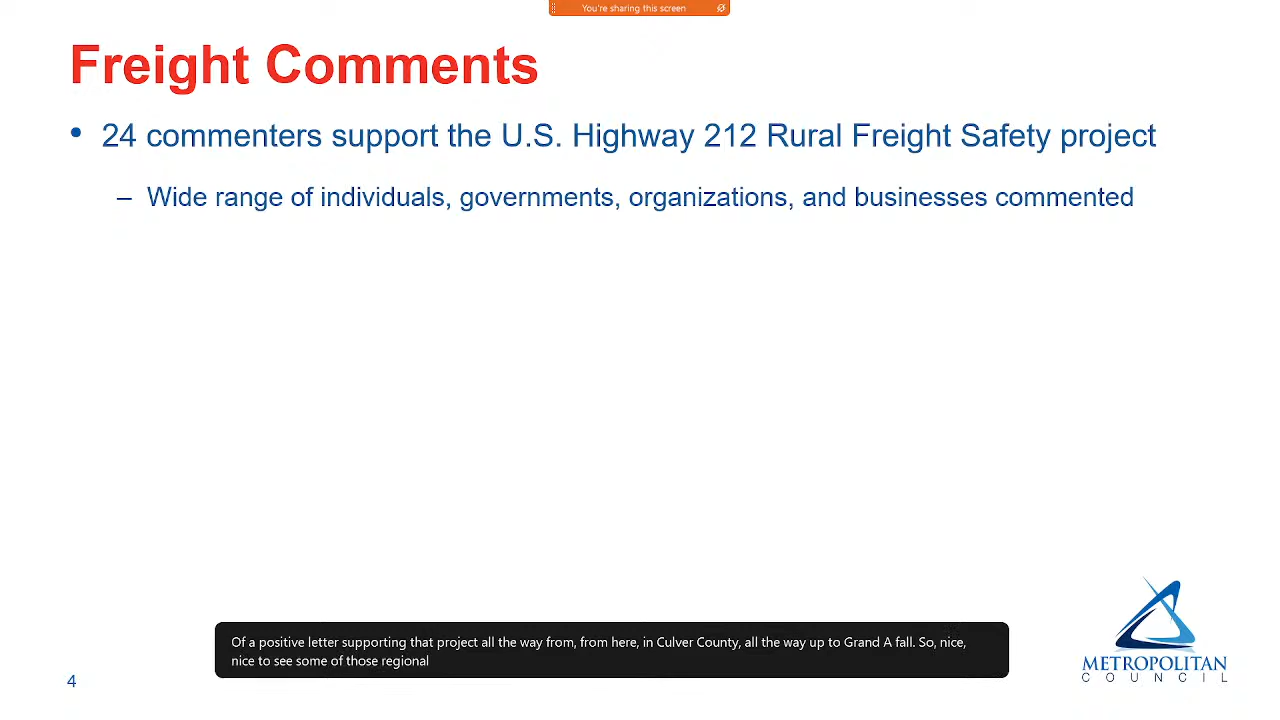 You're sharing this screen
Freight Comments
• 24 commenters support the U.S. Highway 212 Rural Freight Safety project
– Wide range of individuals, governments, organizations, and businesses commented
Of a positive letter supporting that project all the way from, from here, in Culver County, all the way up to Grand A fall. So, nice,
nice to see some of those regional
4
METROPOLITAN
COUNCIL